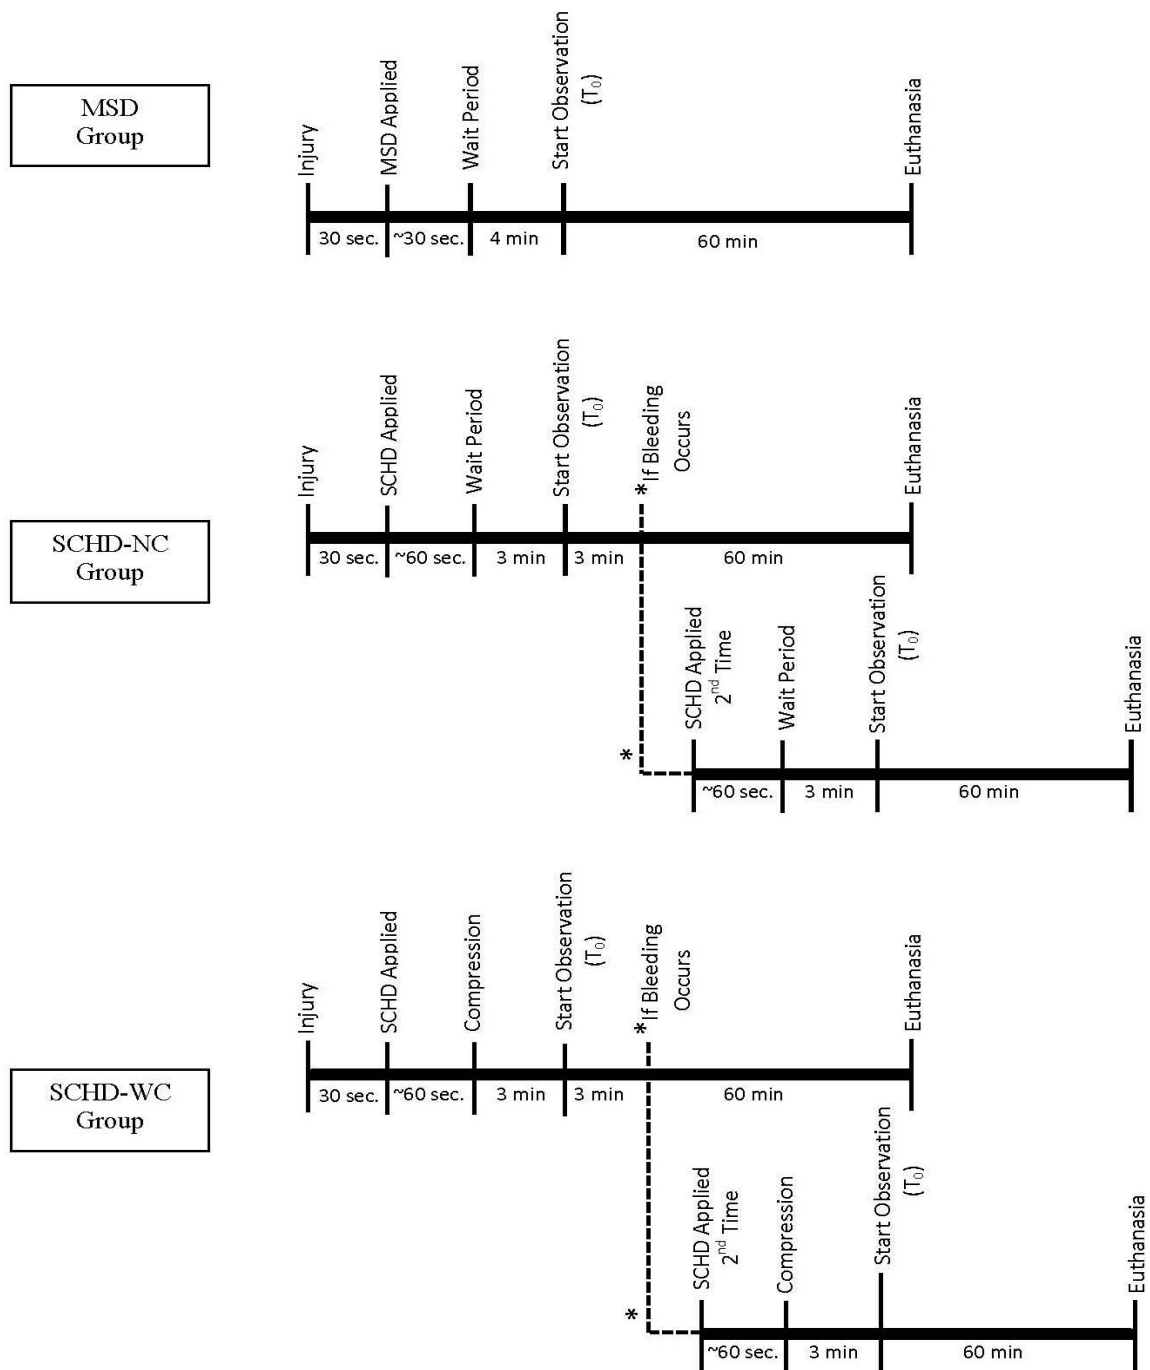 MSD
Group
Injury
MSD Applied
Wait Period
Start Observation
(T₀)
Euthanasia
30 sec.
~30 sec.
4 min
60 min
SCHD-NC
Group
Injury
SCHD Applied
Wait Period
Start Observation
(T₀)
*If Bleeding
Occurs
Euthanasia
30 sec.
~60 sec.
3 min
3 min
60 min
*
SCHD Applied
2nd Time
Wait Period
Start Observation
(T₀)
Euthanasia
~60 sec.
3 min
60 min
SCHD-WC
Group
Injury
SCHD Applied
Compression
Start Observation
(T₀)
*If Bleeding
Occurs
Euthanasia
30 sec.
~60 sec.
3 min
3 min
60 min
*
SCHD Applied
2nd Time
Compression
Start Observation
(T₀)
Euthanasia
~60 sec.
3 min
60 min